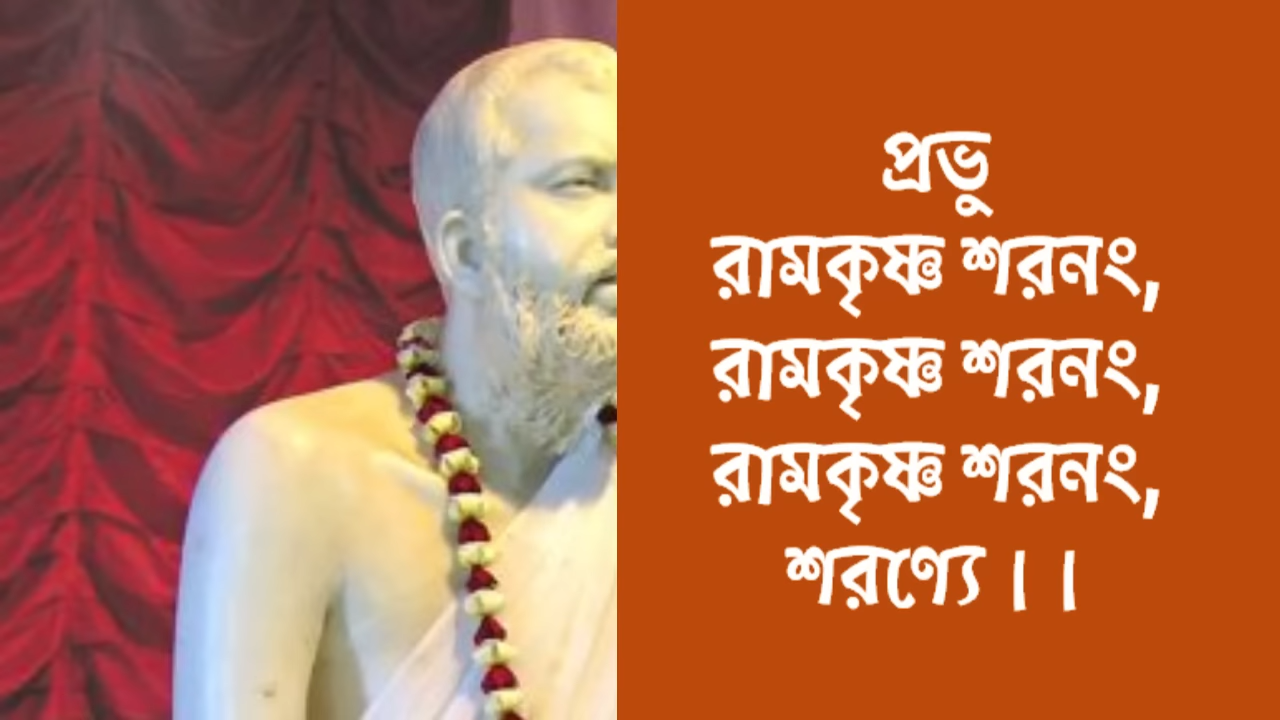 প্রভু
রামকৃষ্ণ শরনং,
রামকৃষ্ণ শরনং,
রামকৃষ্ণ শরনং,
শরণ্যে । ।